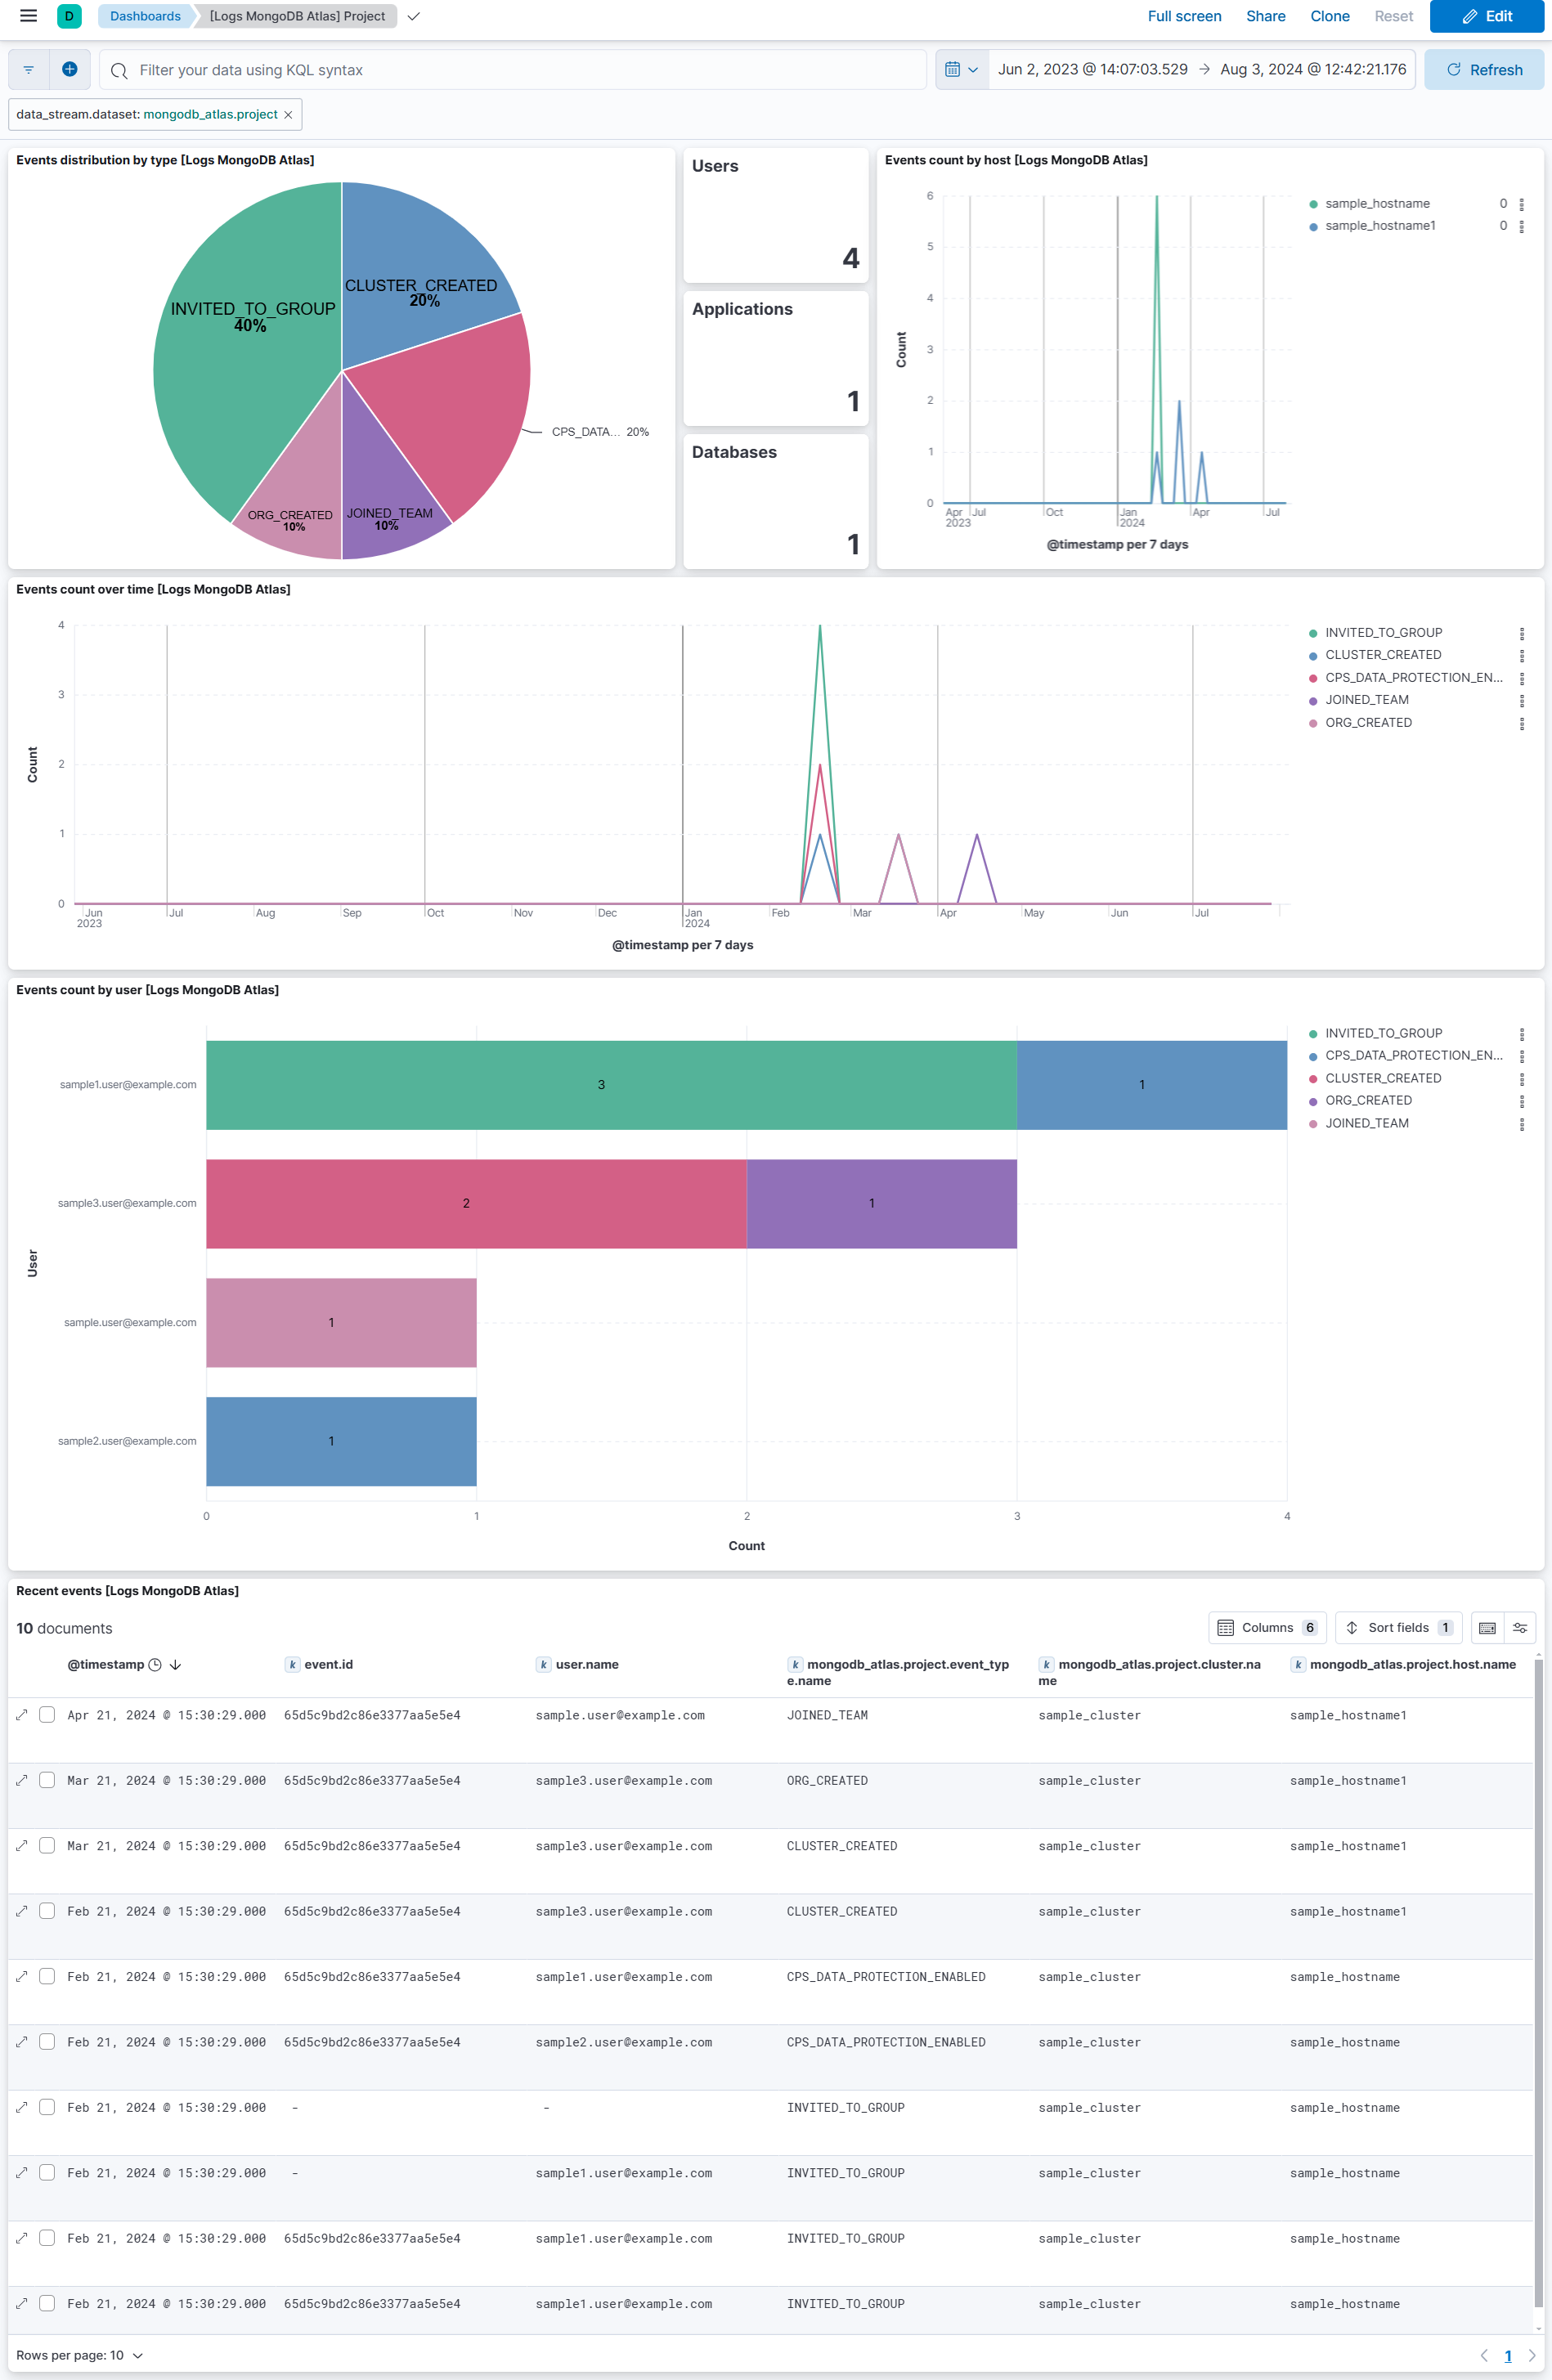 D Dashboards [Logs MongoDB Atlas] Project Full screen Share Clone Reset Edit
Filter your data using KQL syntax Jun 2, 2023 @ 14:07:03.529 → Aug 3, 2024 @ 12:42:21.176 Refresh
data_stream.dataset: mongodb_atlas.project ×
Events distribution by type [Logs MongoDB Atlas]
INVITED_TO_GROUP
40%
CLUSTER_CREATED
20%
CPS_DATA... 20%
ORG_CREATED
10%
JOINED_TEAM
10%
Users
4
Applications
1
Databases
1
Events count by host [Logs MongoDB Atlas]
6
5
4
3
2
1
0
Count
Apr Jul Oct Jan Apr Jul
2023 2024
@timestamp per 7 days
sample_hostname 0
sample_hostname1 0
Events count over time [Logs MongoDB Atlas]
4
3
2
1
0
Count
Jun Jul Aug Sep Oct Nov Dec Jan Feb Mar Apr May Jun Jul
2023 2024
@timestamp per 7 days
INVITED_TO_GROUP
CLUSTER_CREATED
CPS_DATA_PROTECTION_EN...
JOINED_TEAM
ORG_CREATED
Events count by user [Logs MongoDB Atlas]
User
sample1.user@example.com 3 1
sample3.user@example.com 2 1
sample.user@example.com 1
sample2.user@example.com 1
0 1 2 3 4
Count
INVITED_TO_GROUP
CPS_DATA_PROTECTION_EN...
CLUSTER_CREATED
ORG_CREATED
JOINED_TEAM
Recent events [Logs MongoDB Atlas]
10 documents Columns 6 Sort fields 1
@timestamp k event.id k user.name k mongodb_atlas.project.event_typ k mongodb_atlas.project.cluster.na k mongodb_atlas.project.host.name
e.name me
Apr 21, 2024 @ 15:30:29.000 65d5c9bd2c86e3377aa5e5e4 sample.user@example.com JOINED_TEAM sample_cluster sample_hostname1
Mar 21, 2024 @ 15:30:29.000 65d5c9bd2c86e3377aa5e5e4 sample3.user@example.com ORG_CREATED sample_cluster sample_hostname1
Mar 21, 2024 @ 15:30:29.000 65d5c9bd2c86e3377aa5e5e4 sample3.user@example.com CLUSTER_CREATED sample_cluster sample_hostname1
Feb 21, 2024 @ 15:30:29.000 65d5c9bd2c86e3377aa5e5e4 sample3.user@example.com CLUSTER_CREATED sample_cluster sample_hostname1
Feb 21, 2024 @ 15:30:29.000 65d5c9bd2c86e3377aa5e5e4 sample1.user@example.com CPS_DATA_PROTECTION_ENABLED sample_cluster sample_hostname
Feb 21, 2024 @ 15:30:29.000 65d5c9bd2c86e3377aa5e5e4 sample2.user@example.com CPS_DATA_PROTECTION_ENABLED sample_cluster sample_hostname
Feb 21, 2024 @ 15:30:29.000 - - INVITED_TO_GROUP sample_cluster sample_hostname
Feb 21, 2024 @ 15:30:29.000 - sample1.user@example.com INVITED_TO_GROUP sample_cluster sample_hostname
Feb 21, 2024 @ 15:30:29.000 65d5c9bd2c86e3377aa5e5e4 sample1.user@example.com INVITED_TO_GROUP sample_cluster sample_hostname
Feb 21, 2024 @ 15:30:29.000 65d5c9bd2c86e3377aa5e5e4 sample1.user@example.com INVITED_TO_GROUP sample_cluster sample_hostname
Rows per page: 10 1